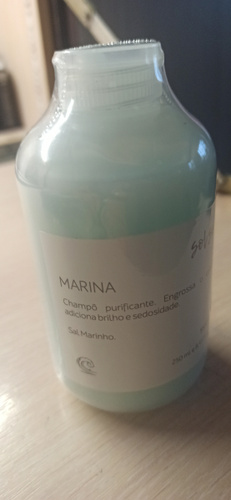 MARINA
Champô purificante. Engrossa
adiciona brilho e sedosidade.
Sal Marinho.